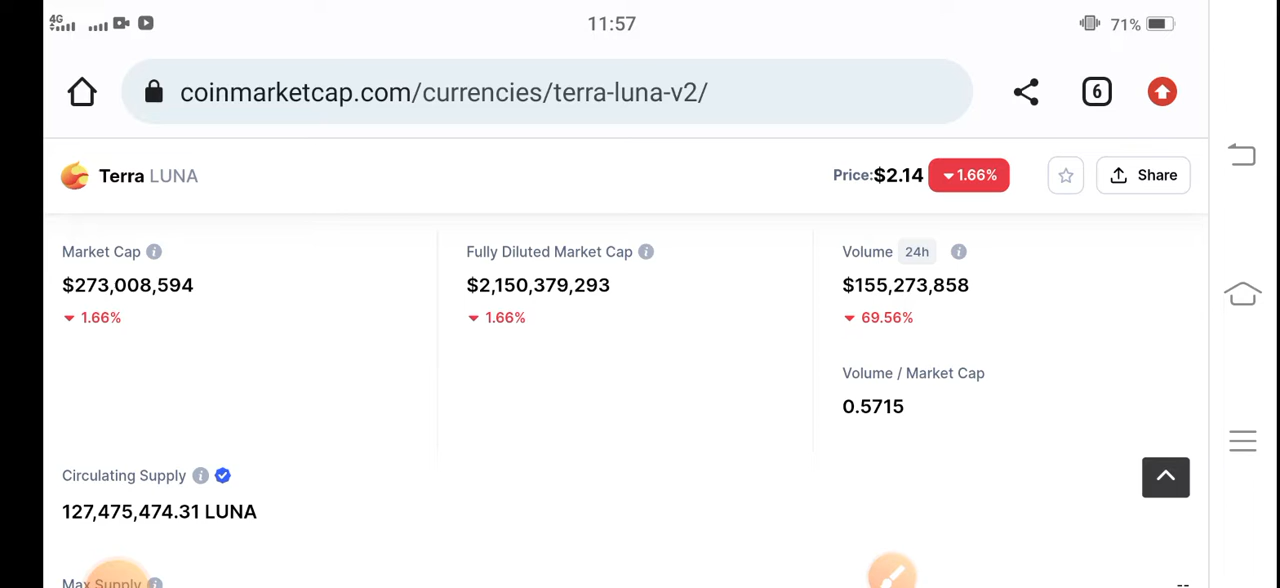 4G 11:57 71%
coinmarketcap.com/currencies/terra-luna-v2/ 6
Terra LUNA Price:$2.14 1.66% Share
Market Cap Fully Diluted Market Cap Volume 24h
$273,008,594 $2,150,379,293 $155,273,858
1.66% 1.66% 69.56%
Volume / Market Cap
0.5715
Circulating Supply
127,475,474.31 LUNA
Max Supply --